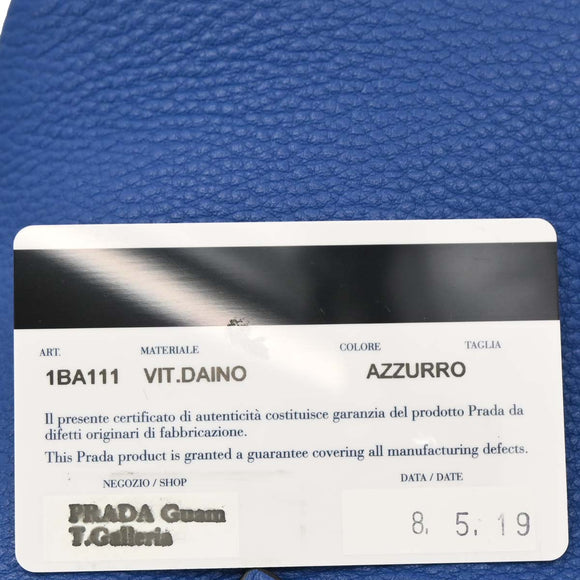 ART. MATERIALE COLORE TAGLIA
1BA111 VIT.DAINO AZZURRO
Il presente certificato di autenticità costituisce garanzia del prodotto Prada da
difetti originari di fabbricazione.
This Prada product is granted a guarantee covering all manufacturing defects.
NEGOZIO / SHOP DATA / DATE
PRADA Guam
T.Galleria
8. 5. 19